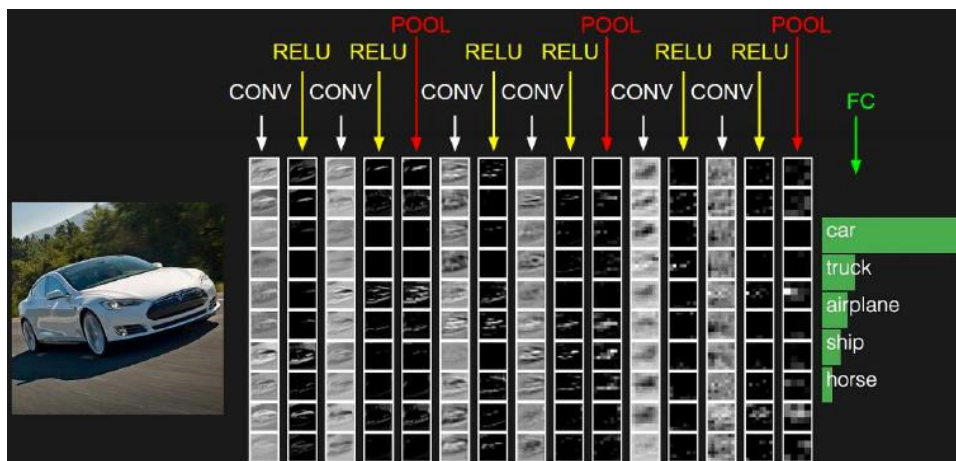 POOL POOL POOL
RELU RELU RELU RELU RELU RELU
CONV CONV CONV CONV CONV CONV
FC
car
truck
airplane
ship
horse